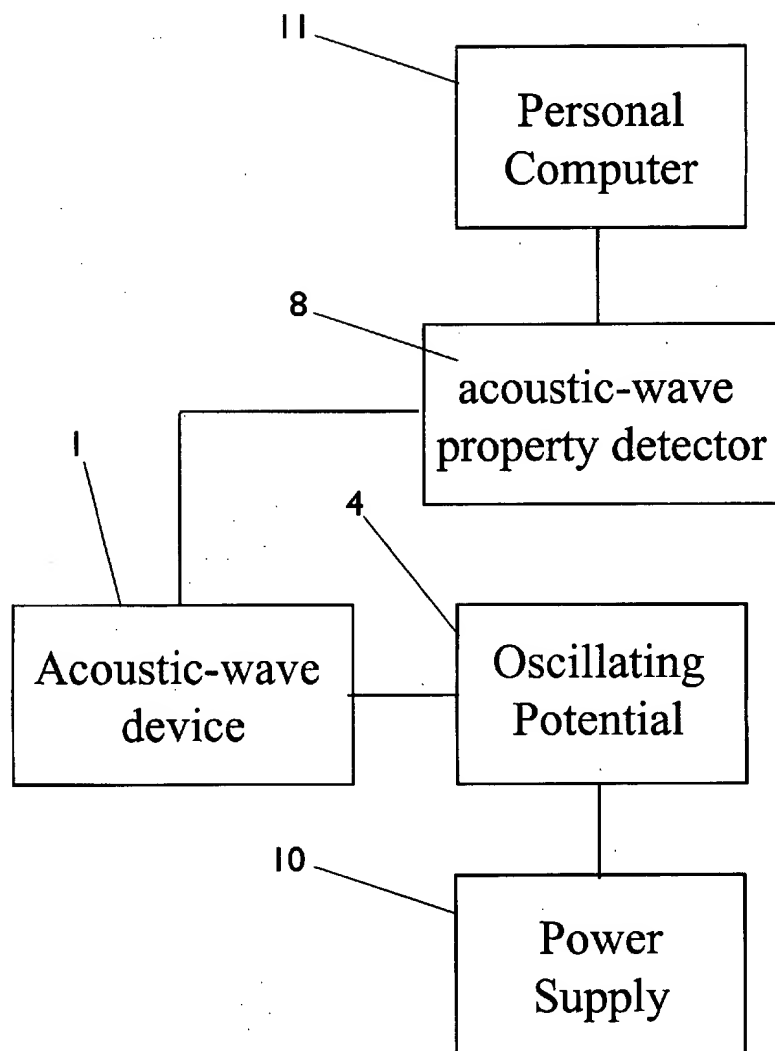 11
Personal
Computer
8
acoustic-wave
property detector
1
4
Acoustic-wave
device
Oscillating
Potential
10
Power
Supply